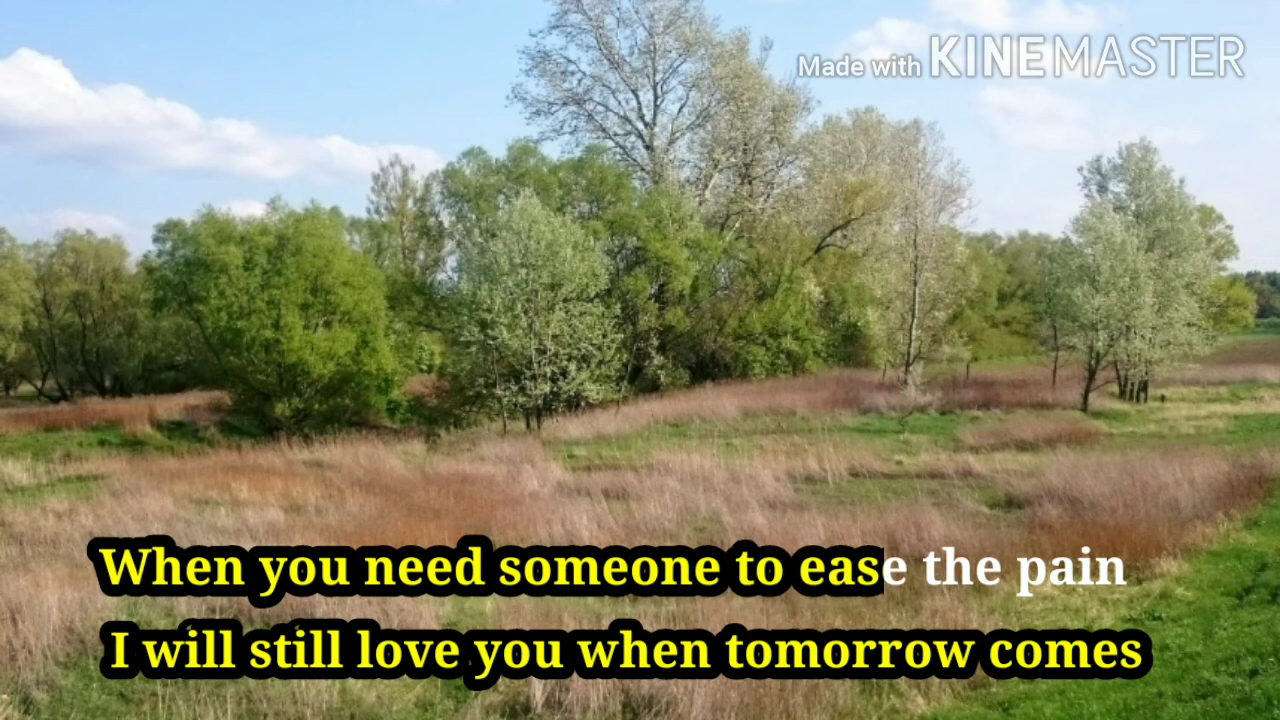 Made with KINEMASTER
When you need someone to ease the pain
I will still love you when tomorrow comes